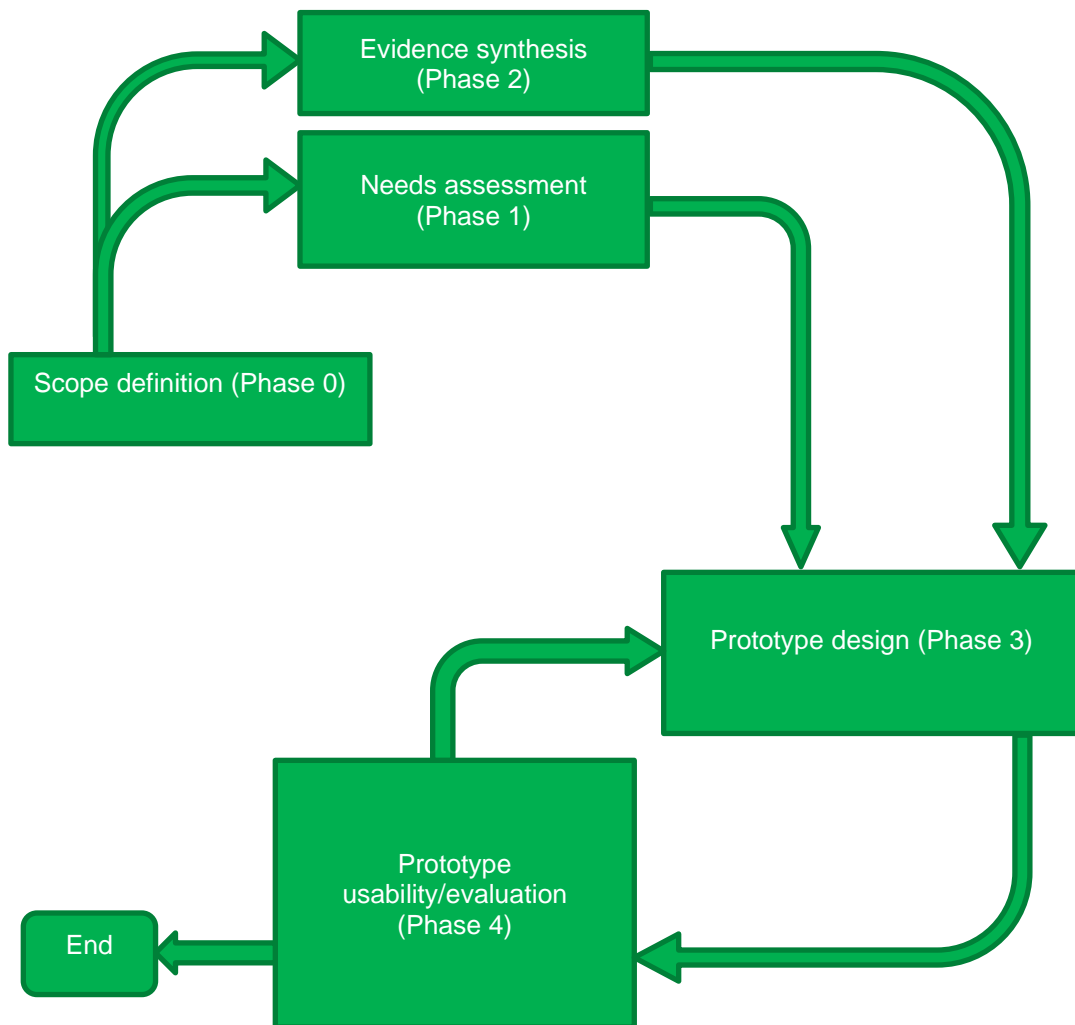 Evidence synthesis
(Phase 2)
Needs assessment
(Phase 1)
Scope definition (Phase 0)
Prototype design (Phase 3)
Prototype
usability/evaluation
(Phase 4)
End